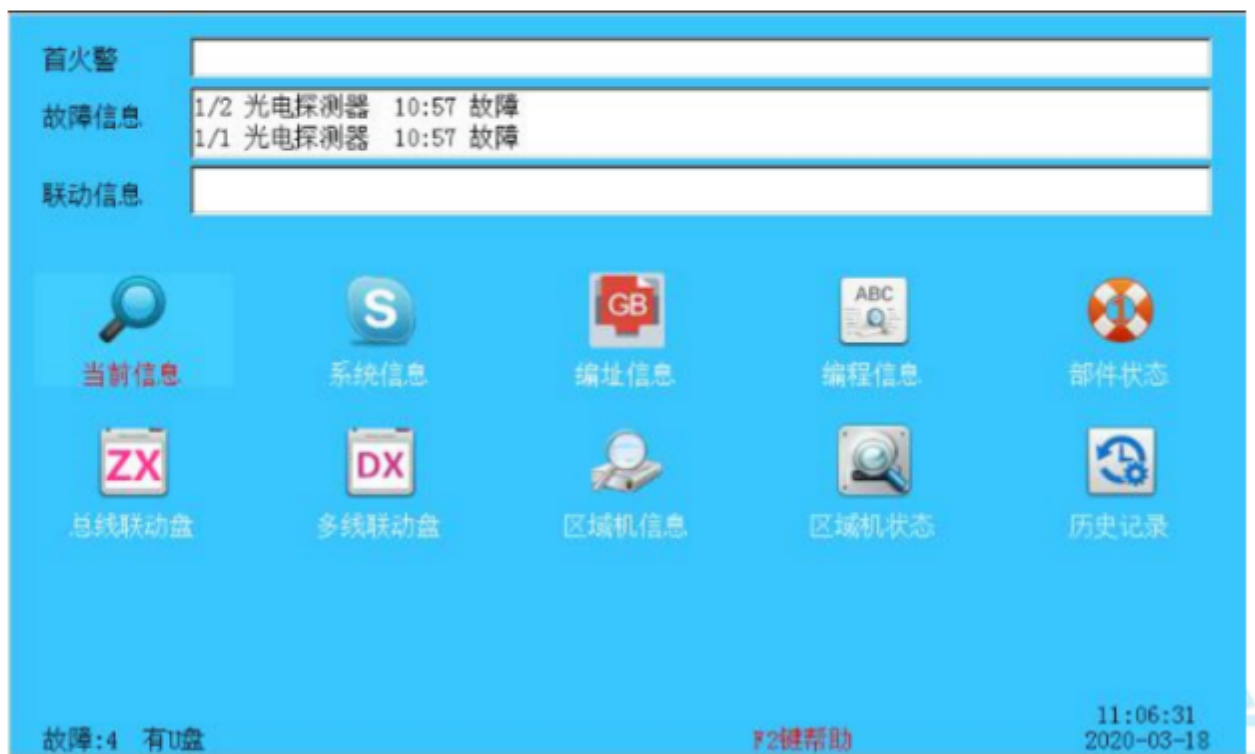 首火警
故障信息
1/2 光电探测器 10:57 故障
1/1 光电探测器 10:57 故障
联动信息
S
GB
ABC
1
当前信息
系统信息
编址信息
编程信息
部件状态
ZX
DX
总线联动盘
多线联动盘
区域机信息
区域机状态
历史记录
故障:4 有U盘
F2键帮助
11:06:31
2020-03-18